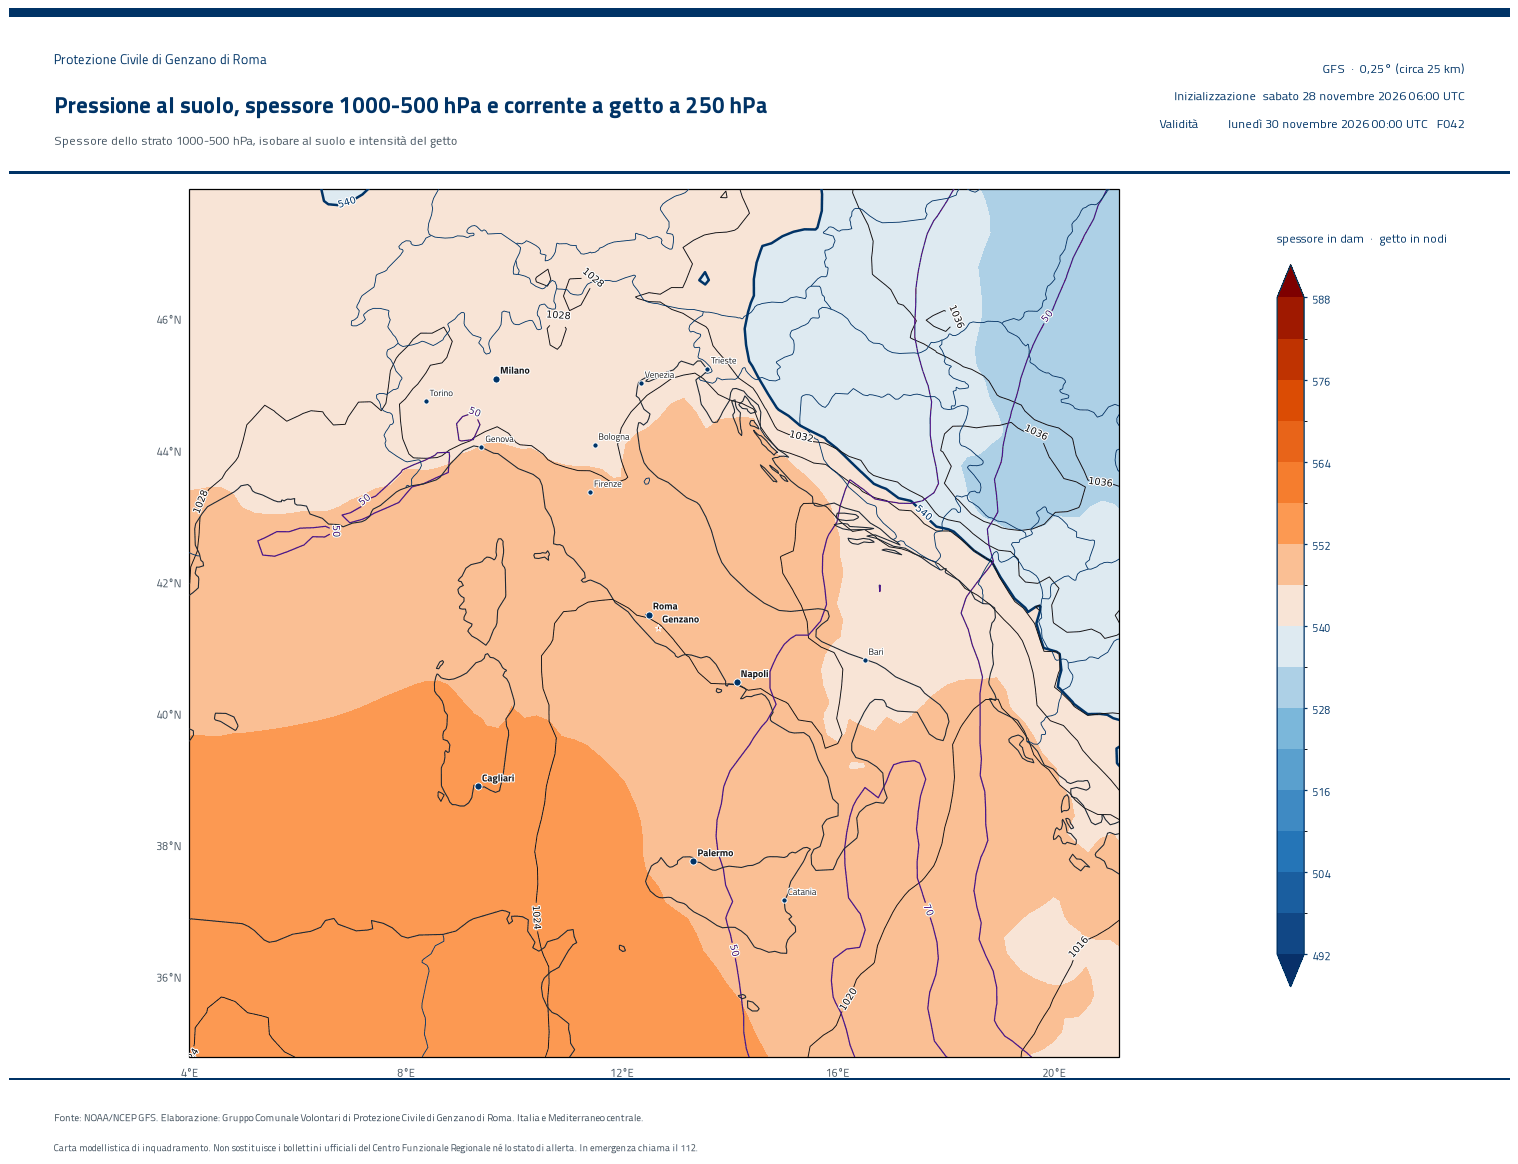 Protezione Civile di Genzano di Roma
Pressione al suolo, spessore 1000-500 hPa e corrente a getto a 250 hPa
Spessore dello strato 1000-500 hPa, isobare al suolo e intensità del getto
GFS · 0,25° (circa 25 km)
Inizializzazione sabato 28 novembre 2026 06:00 UTC
Validità lunedì 30 novembre 2026 00:00 UTC F042
spessore in dam · getto in nodi
588
576
564
552
540
528
516
504
492
46°N
44°N
42°N
40°N
38°N
36°N
4°E
8°E
12°E
16°E
20°E
540
1028
1028
1036
50
Trieste
Venezia
Milano
Torino
50
Bologna
Genova
1032
1036
1036
Firenze
1028
50
50
540
Roma
Genzano
Bari
Napoli
Cagliari
Palermo
Catania
1024
70
50
1016
1020
4
Fonte: NOAA/NCEP GFS. Elaborazione: Gruppo Comunale Volontari di Protezione Civile di Genzano di Roma. Italia e Mediterraneo centrale.
Carta modellistica di inquadramento. Non sostituisce i bollettini ufficiali del Centro Funzionale Regionale né lo stato di allerta. In emergenza chiama il 112.